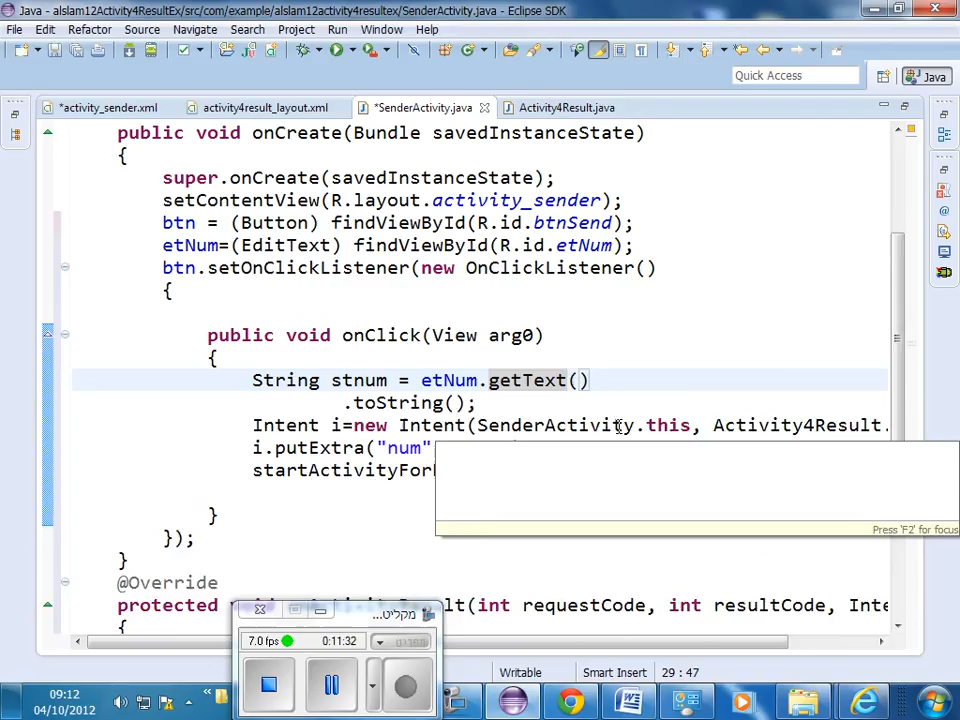 Java - alslam12Activity4ResultEx/src/com/example/alslam12activity4resultex/SenderActivity.java - Eclipse SDK
File Edit Refactor Source Navigate Search Project Run Window Help
Quick Access
Java
*activity_sender.xml activity4result_layout.xml *SenderActivity.java Activity4Result.java
public void onCreate(Bundle savedInstanceState)
{
super.onCreate(savedInstanceState);
setContentView(R.layout.activity_sender);
btn = (Button) findViewById(R.id.btnSend);
etNum=(EditText) findViewById(R.id.etNum);
btn.setOnClickListener(new OnClickListener()
{
public void onClick(View arg0)
{
String stnum = etNum.getText()
.toString();
Intent i=new Intent(SenderActivity.this, Activity4Result.
i.putExtra("num"
startActivityFor
Press 'F2' for focus
}
});
}
@Override
protected
(int requestCode, int resultCode, Inte
{
מקליט...
7.0 fps 0:11:32
תפריט
Writable Smart Insert 29 : 47
09:12
04/10/2012